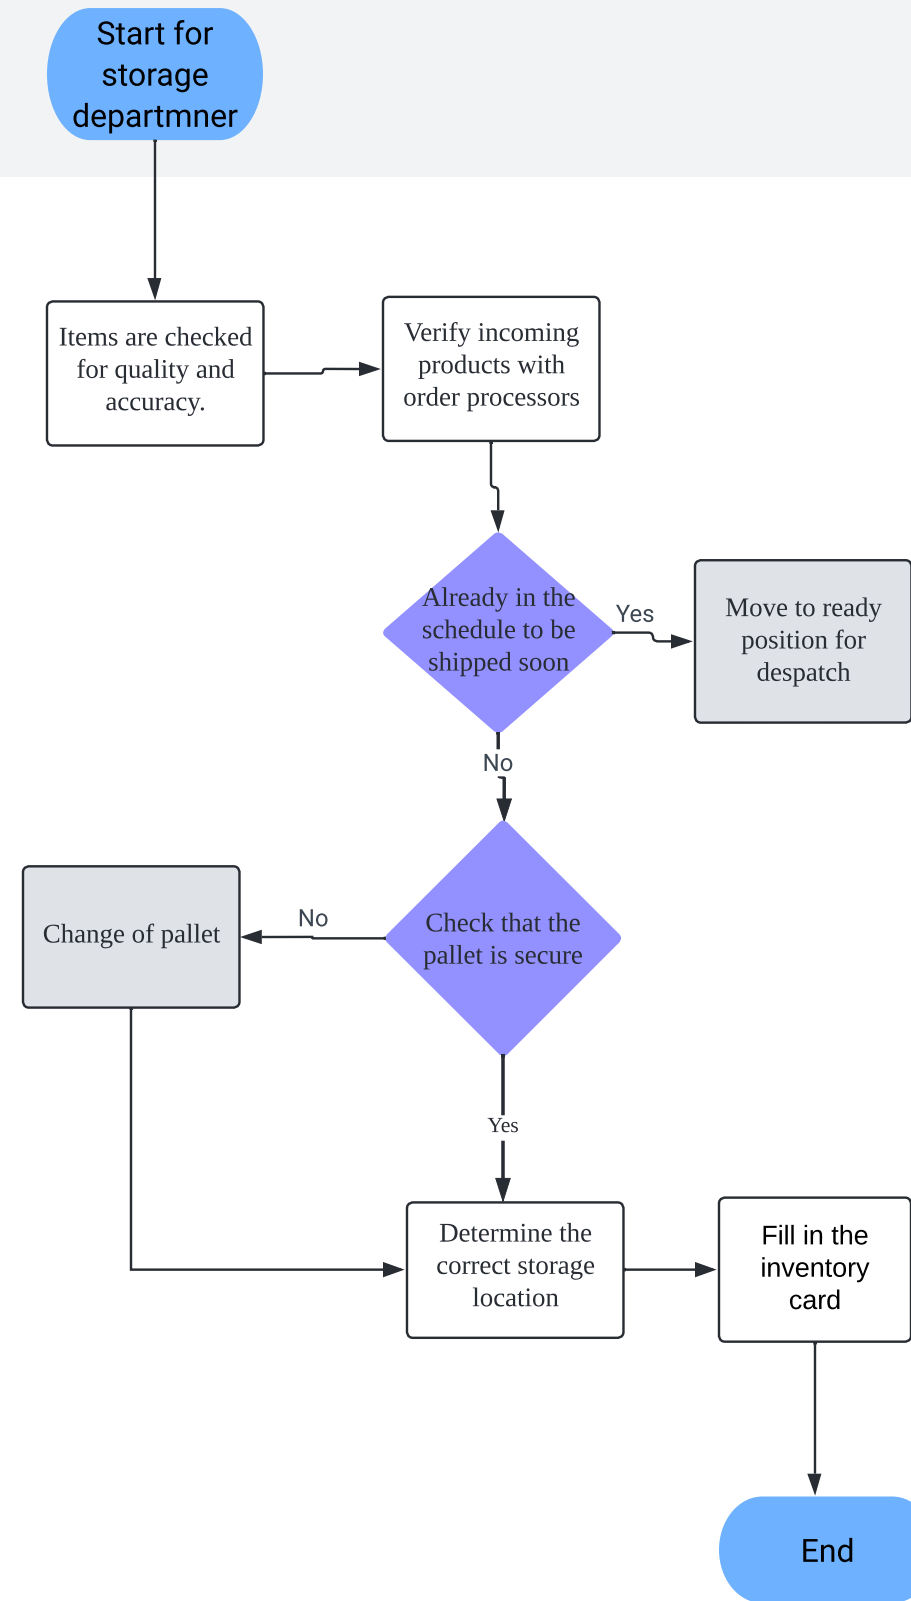 Start for
storage
departmner
Items are checked
for quality and
accuracy.
Verify incoming
products with
order processors
Already in the
schedule to be
shipped soon
Yes
Move to ready
position for
despatch
No
Check that the
pallet is secure
No
Change of pallet
Yes
Determine the
correct storage
location
Fill in the
inventory
card
End